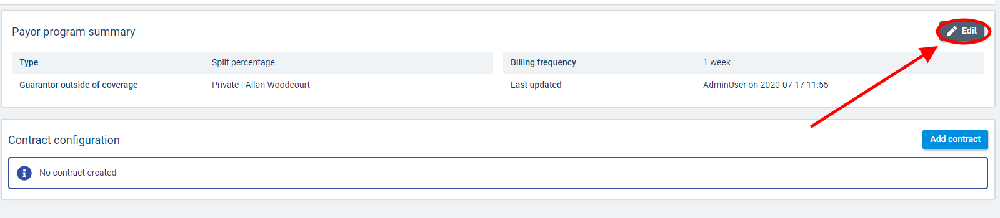 Payor program summary
Edit
Type Split percentage Billing frequency 1 week
Guarantor outside of coverage Private | Allan Woodcourt Last updated AdminUser on 2020-07-17 11:55
Contract configuration
Add contract
No contract created